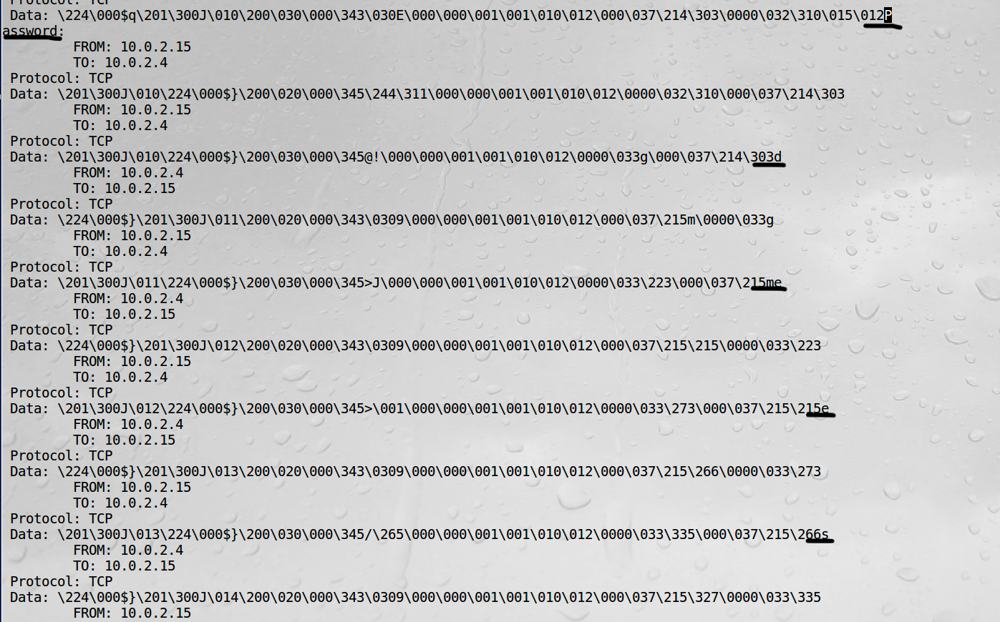 Protocol: TCP
Data: \224\000$q\201\300J\010\200\030\000\343\030E\000\000\001\001\010\012\000\037\214\303\0000\032\310\015\012P
assword:
FROM: 10.0.2.15
TO: 10.0.2.4
Protocol: TCP
Data: \201\300J\010\224\000$}\200\020\000\345\244\311\000\000\001\001\010\012\0000\032\310\000\037\214\303
FROM: 10.0.2.15
TO: 10.0.2.4
Protocol: TCP
Data: \201\300J\010\224\000$}\200\030\000\345@!\000\000\001\001\010\012\0000\033g\000\037\214\303d
FROM: 10.0.2.4
TO: 10.0.2.15
Protocol: TCP
Data: \224\000$}\201\300J\011\200\020\000\343\0309\000\000\001\001\010\012\000\037\215m\0000\033g
FROM: 10.0.2.15
TO: 10.0.2.4
Protocol: TCP
Data: \201\300J\011\224\000$}\200\030\000\345>J\000\000\001\001\010\012\0000\033\223\000\037\215me
FROM: 10.0.2.4
TO: 10.0.2.15
Protocol: TCP
Data: \224\000$}\201\300J\012\200\020\000\343\0309\000\000\001\001\010\012\000\037\215\215\0000\033\223
FROM: 10.0.2.15
TO: 10.0.2.4
Protocol: TCP
Data: \201\300J\012\224\000$}\200\030\000\345>\001\000\000\001\001\010\012\0000\033\273\000\037\215\215e
FROM: 10.0.2.4
TO: 10.0.2.15
Protocol: TCP
Data: \224\000$}\201\300J\013\200\020\000\343\0309\000\000\001\001\010\012\000\037\215\266\0000\033\273
FROM: 10.0.2.15
TO: 10.0.2.4
Protocol: TCP
Data: \201\300J\013\224\000$}\200\030\000\345/\265\000\000\001\001\010\012\0000\033\335\000\037\215\266s
FROM: 10.0.2.4
TO: 10.0.2.15
Protocol: TCP
Data: \224\000$}\201\300J\014\200\020\000\343\0309\000\000\001\001\010\012\000\037\215\327\0000\033\335
FROM: 10.0.2.15